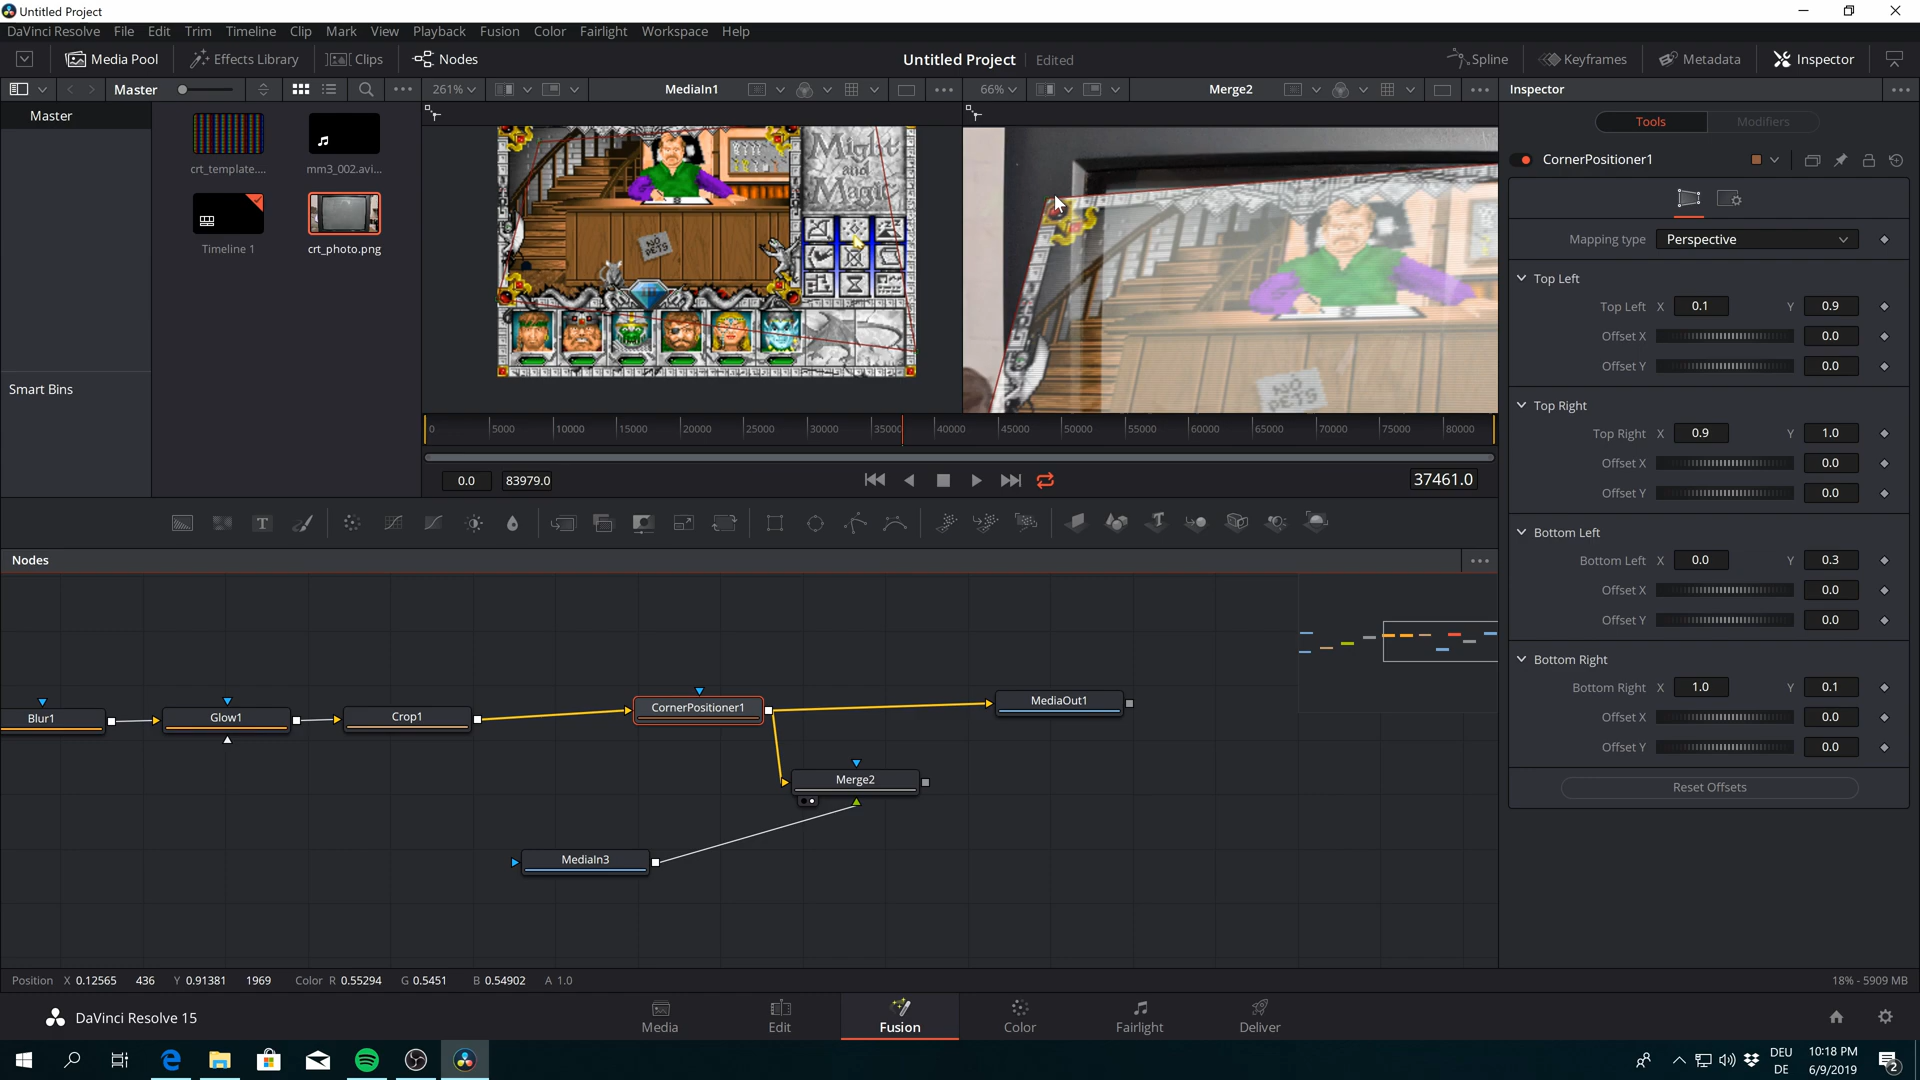 Untitled Project
DaVinci Resolve File Edit Trim Timeline Clip Mark View Playback Fusion Color Fairlight Workspace Help
Media Pool Effects Library Clips Nodes Untitled Project Edited Spline Keyframes Metadata Inspector
Master 261% MediaIn1 66% Merge2 Inspector
Master
Tools Modifiers
crt_template.... mm3_002.avi...
Timeline 1 crt_photo.png
Smart Bins
Might
and
Magic
NO
PETS
NO
PETS
CornerPositioner1
Mapping type Perspective
Top Left
Top Left X 0.1 Y 0.9
Offset X 0.0
Offset Y 0.0
Top Right
Top Right X 0.9 Y 1.0
Offset X 0.0
Offset Y 0.0
Bottom Left
Bottom Left X 0.0 Y 0.3
Offset X 0.0
Offset Y 0.0
Bottom Right
Bottom Right X 1.0 Y 0.1
Offset X 0.0
Offset Y 0.0
Reset Offsets
0 5000 10000 15000 20000 25000 30000 35000 40000 45000 50000 55000 60000 65000 70000 75000 80000
0.0 83979.0 37461.0
T T
Nodes
Blur1 Glow1 Crop1 CornerPositioner1 MediaOut1
Merge2
MediaIn3
Position X 0.12565 436 Y 0.91381 1969 Color R 0.55294 G 0.5451 B 0.54902 A 1.0 18% - 5909 MB
DaVinci Resolve 15 Media Edit Fusion Color Fairlight Deliver
DEU
DE
10:18 PM
6/9/2019
2